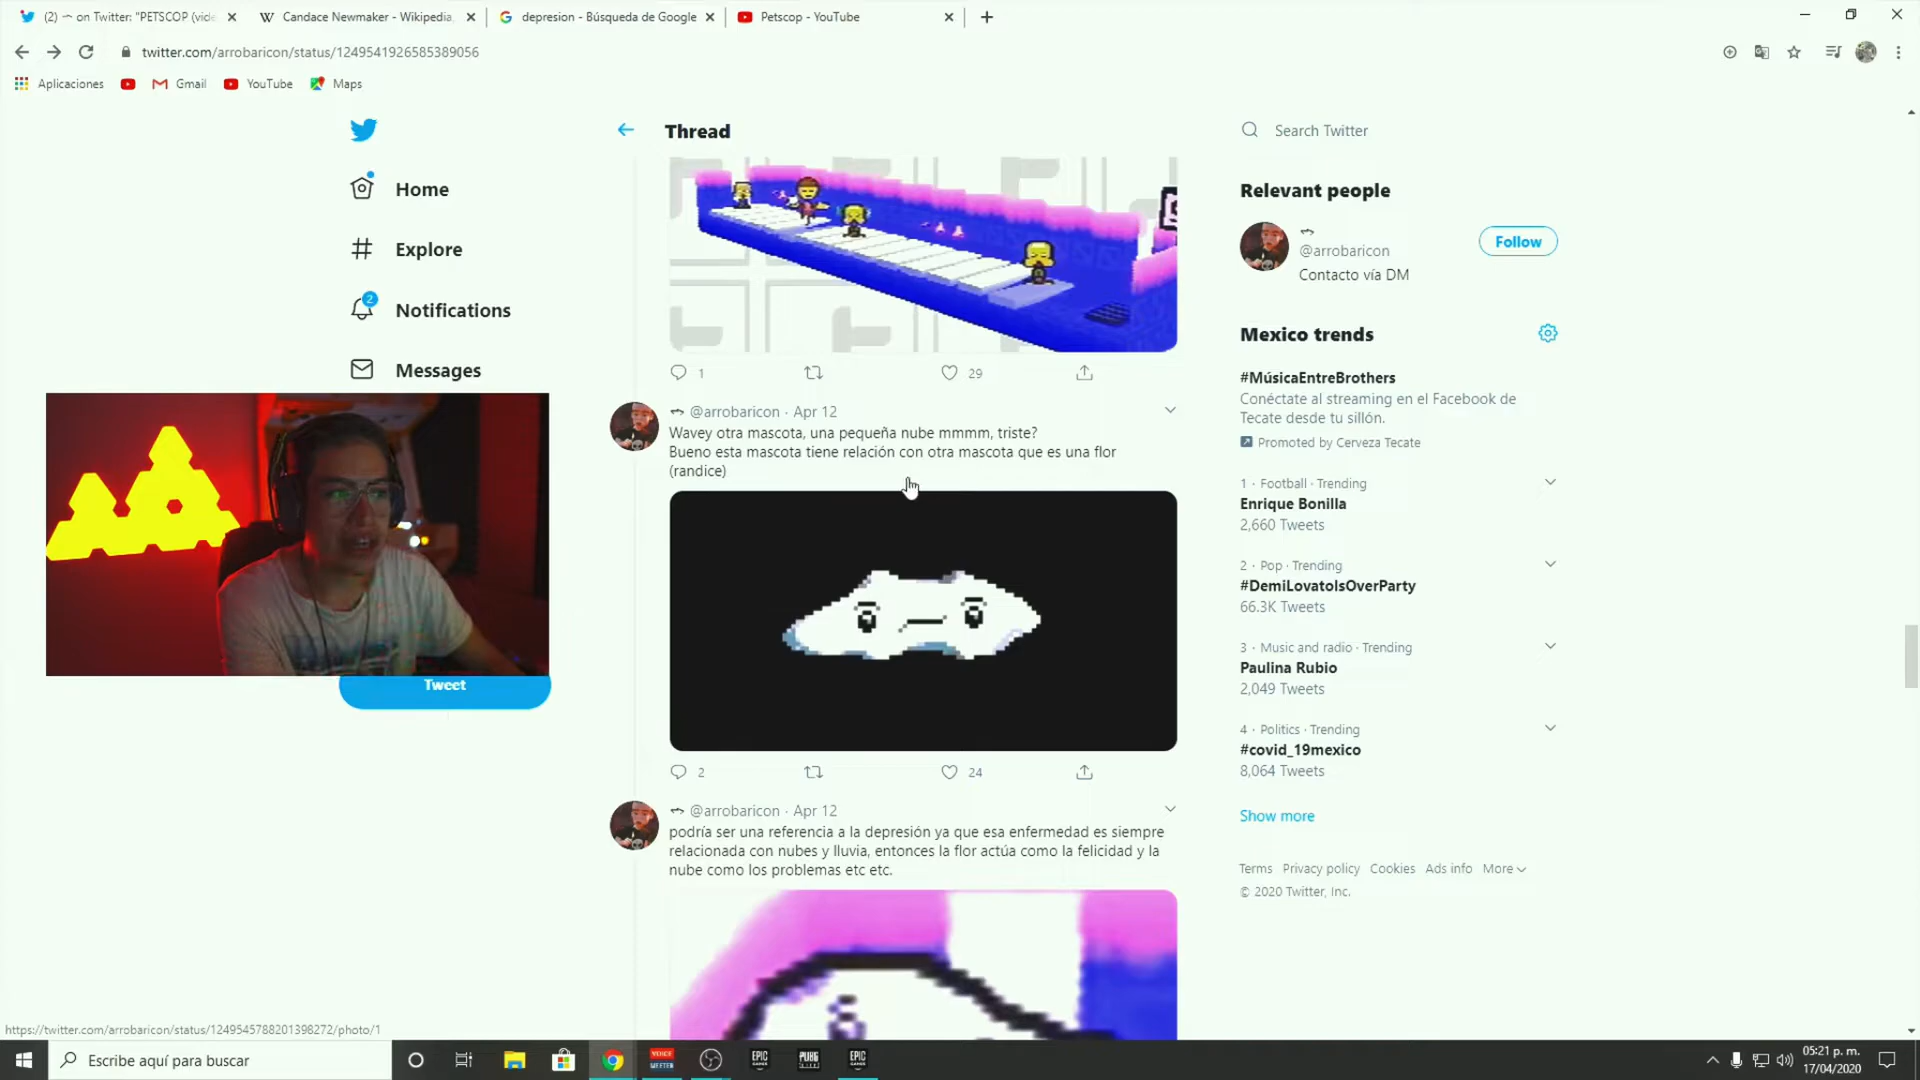 (2) on Twitter: "PETSCOP (vide
Candace Newmaker - Wikipedia,
depresion - Búsqueda de Google
Petscop - YouTube
twitter.com/arrobaricon/status/1249541926585389056
Aplicaciones
Gmail
YouTube
Maps
Home
Explore
2
Notifications
Messages
Tweet
Thread
1
29
@arrobaricon · Apr 12
Wavey otra mascota, una pequeña nube mmmm, triste?
Bueno esta mascota tiene relación con otra mascota que es una flor
(randice)
2
24
@arrobaricon · Apr 12
podría ser una referencia a la depresión ya que esa enfermedad es siempre
relacionada con nubes y lluvia, entonces la flor actúa como la felicidad y la
nube como los problemas etc etc.
Search Twitter
Relevant people
@arrobaricon
Contacto vía DM
Follow
Mexico trends
#MúsicaEntreBrothers
Conéctate al streaming en el Facebook de
Tecate desde tu sillón.
Promoted by Cerveza Tecate
1 · Football · Trending
Enrique Bonilla
2,660 Tweets
2 · Pop · Trending
#DemiLovatoIsOverParty
66.3K Tweets
3 · Music and radio · Trending
Paulina Rubio
2,049 Tweets
4 · Politics · Trending
#covid_19mexico
8,064 Tweets
Show more
Terms Privacy policy Cookies Ads info More
© 2020 Twitter, Inc.
https://twitter.com/arrobaricon/status/1249545788201398272/photo/1
Escribe aquí para buscar
VOICE
MEETER
EPIC
GAMES
PUBG
EPIC
GAMES
05:21 p. m.
17/04/2020